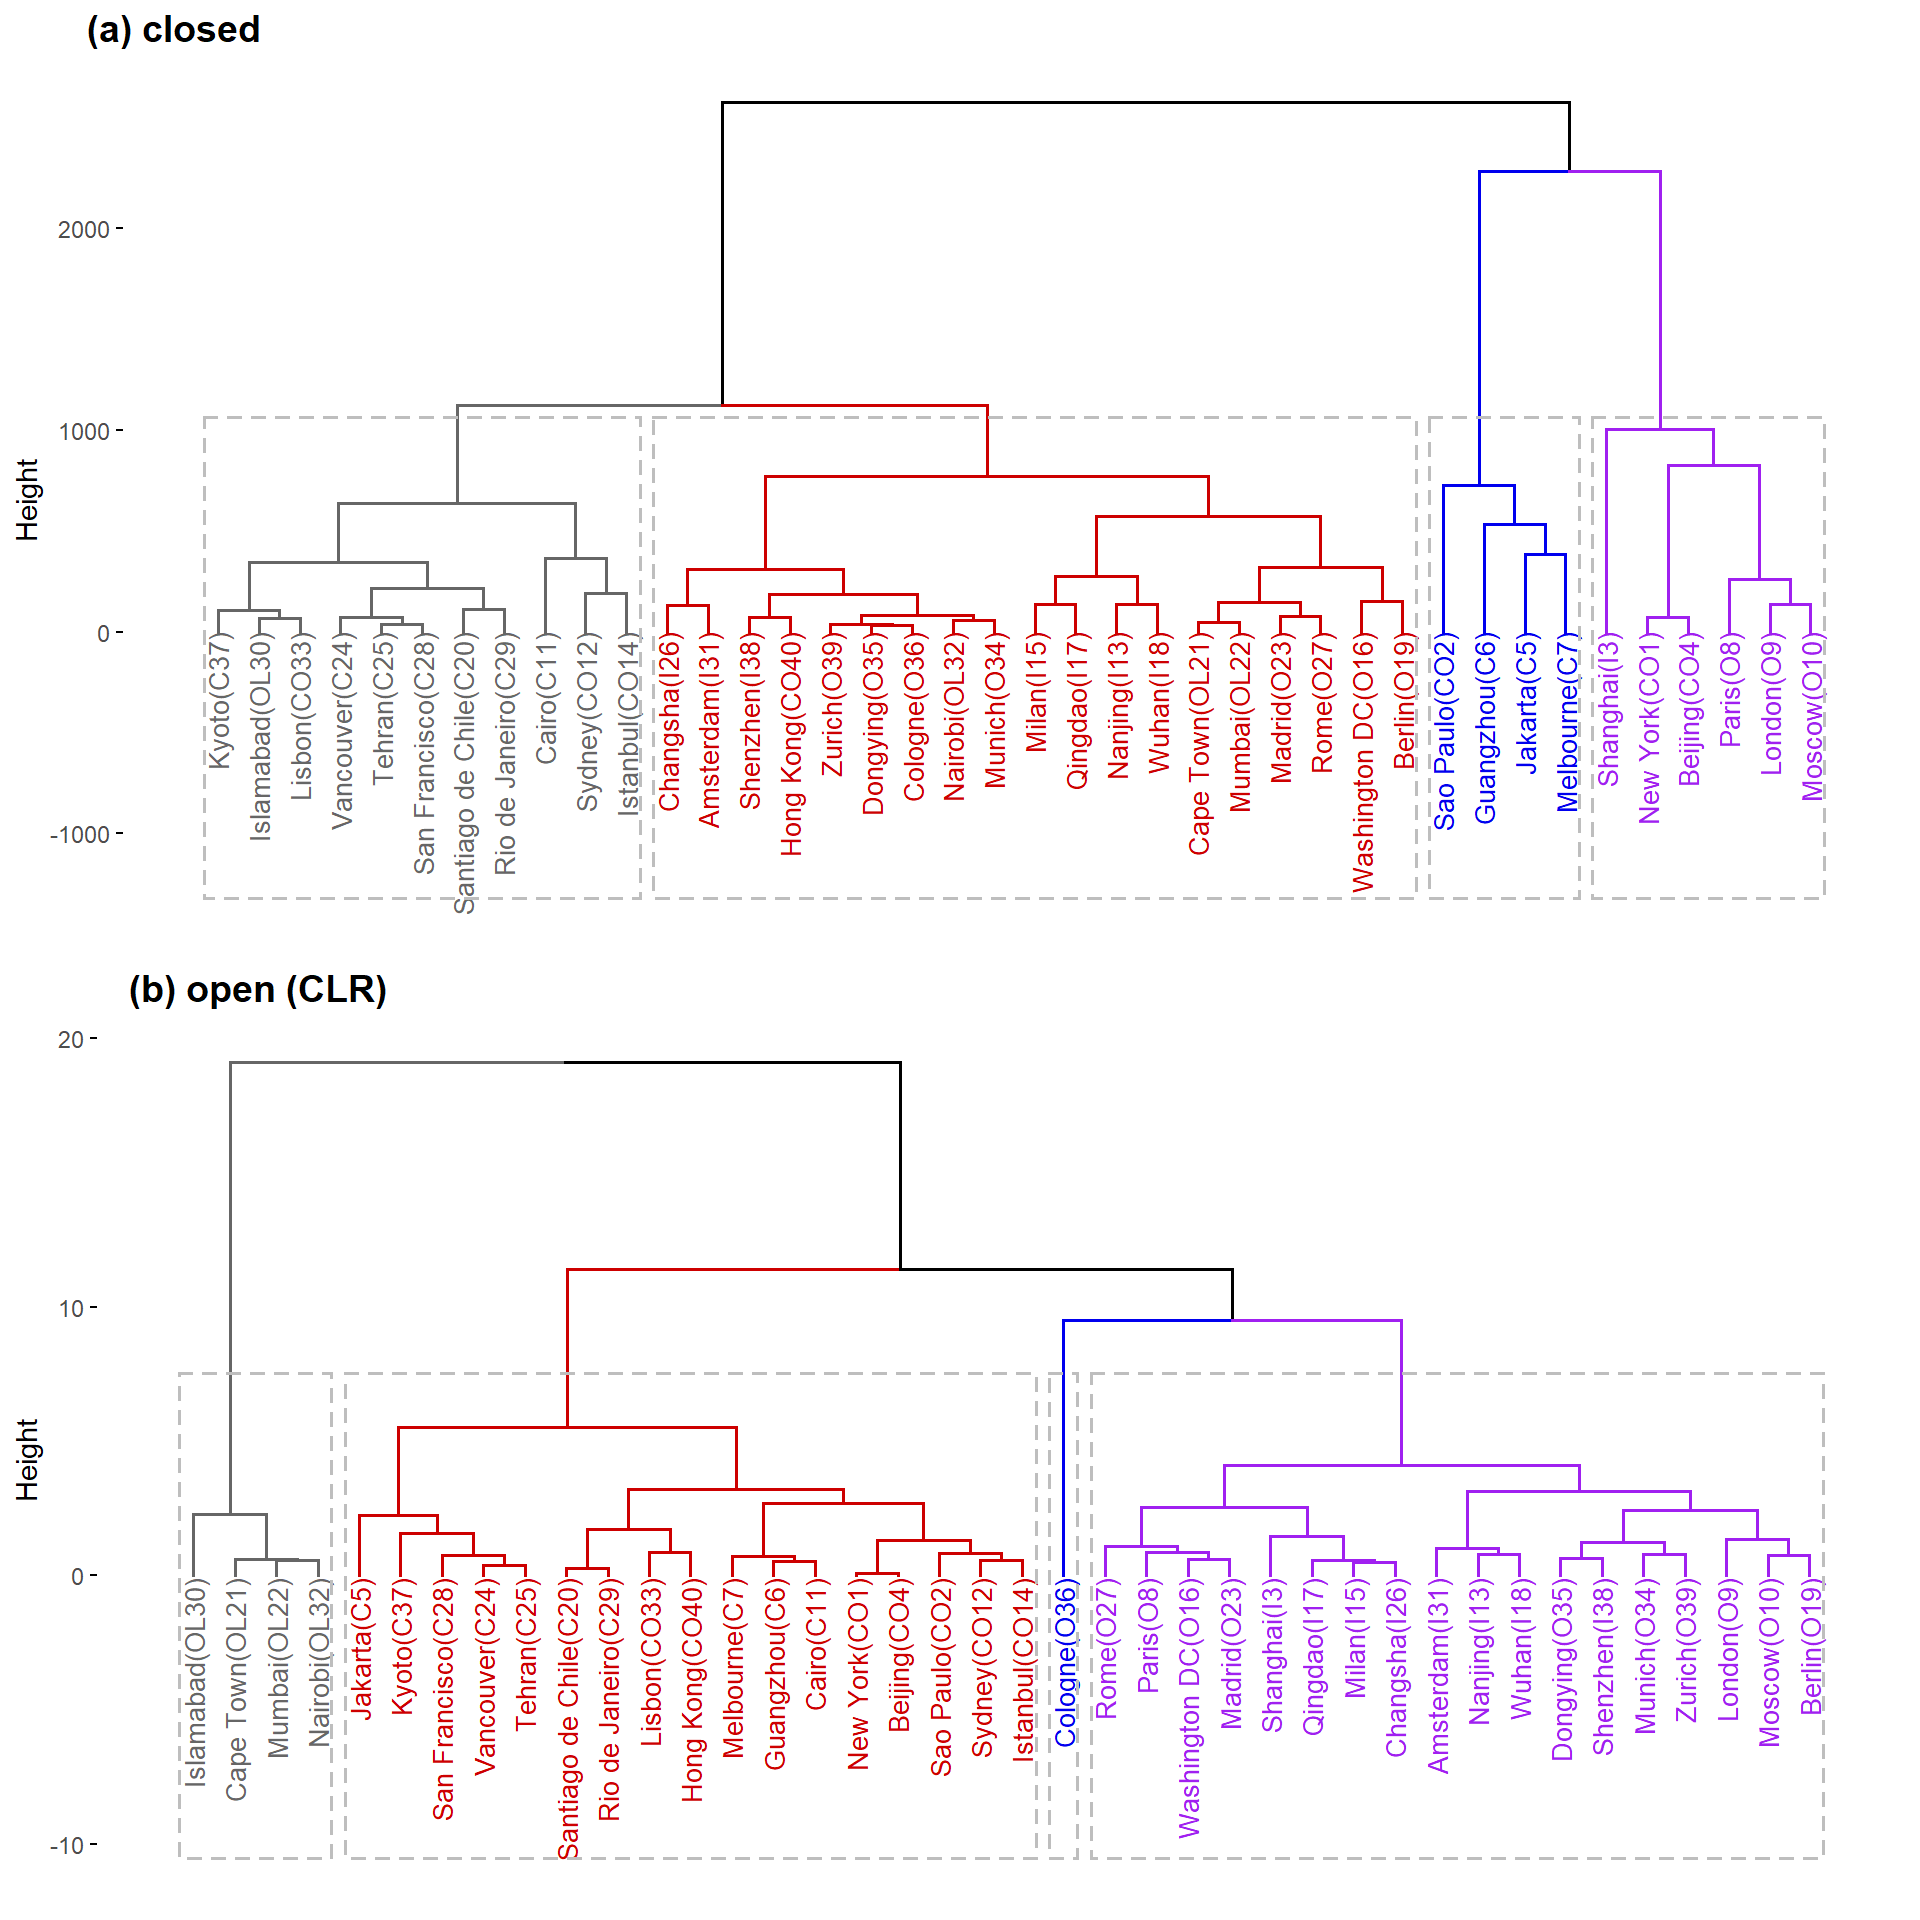 (a) closed
Height
2000
1000
0
-1000
Kyoto(C37)
Islamabad(OL30)
Lisbon(CO33)
Vancouver(C24)
Tehran(C25)
San Francisco(C28)
Santiago de Chile(C20)
Rio de Janeiro(C29)
Cairo(C11)
Sydney(CO12)
Istanbul(CO14)
Changsha(I26)
Amsterdam(I31)
Shenzhen(I38)
Hong Kong(CO40)
Zurich(O39)
Dongying(O35)
Cologne(O36)
Nairobi(OL32)
Munich(O34)
Milan(I15)
Qingdao(I17)
Nanjing(I13)
Wuhan(I18)
Cape Town(OL21)
Mumbai(OL22)
Madrid(O23)
Rome(O27)
Washington DC(O16)
Berlin(O19)
Sao Paulo(CO2)
Guangzhou(C6)
Jakarta(C5)
Melbourne(C7)
Shanghai(I3)
New York(CO1)
Beijing(CO4)
Paris(O8)
London(O9)
Moscow(O10)
(b) open (CLR)
Height
20
10
0
-10
Islamabad(OL30)
Cape Town(OL21)
Mumbai(OL22)
Nairobi(OL32)
Jakarta(C5)
Kyoto(C37)
San Francisco(C28)
Vancouver(C24)
Tehran(C25)
Santiago de Chile(C20)
Rio de Janeiro(C29)
Lisbon(CO33)
Hong Kong(CO40)
Melbourne(C7)
Guangzhou(C6)
Cairo(C11)
New York(CO1)
Beijing(CO4)
Sao Paulo(CO2)
Sydney(CO12)
Istanbul(CO14)
Cologne(O36)
Rome(O27)
Paris(O8)
Washington DC(O16)
Madrid(O23)
Shanghai(I3)
Qingdao(I17)
Milan(I15)
Changsha(I26)
Amsterdam(I31)
Nanjing(I13)
Wuhan(I18)
Dongying(O35)
Shenzhen(I38)
Munich(O34)
Zurich(O39)
London(O9)
Moscow(O10)
Berlin(O19)